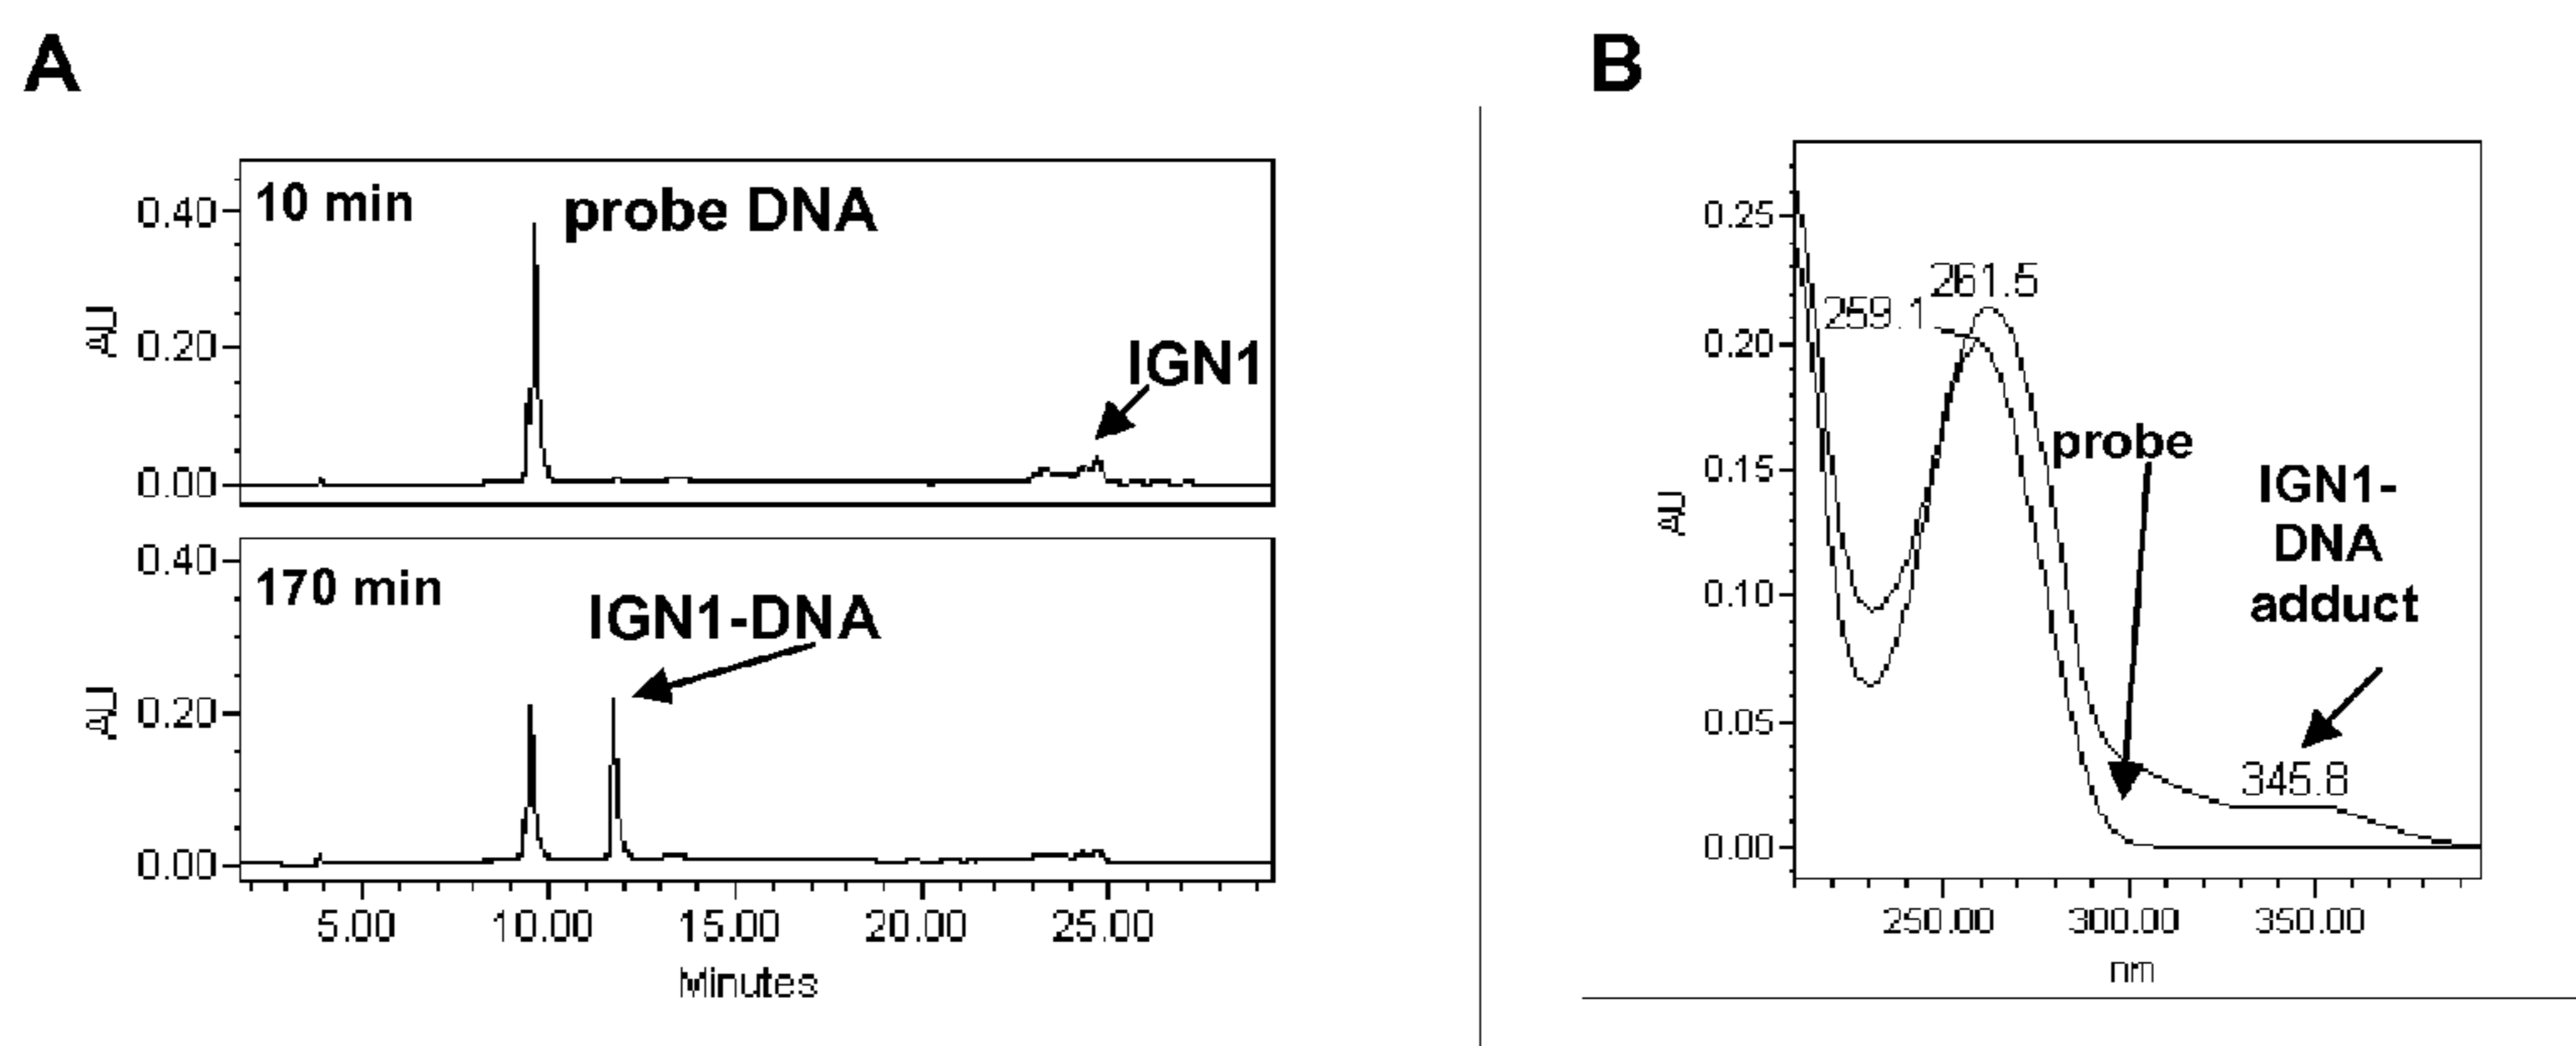 A
10 min
probe DNA
IGN1
AU
0.40
0.20
0.00
170 min
IGN1-DNA
AU
0.40
0.20
0.00
5.00 10.00 15.00 20.00 25.00
Minutes
B
261.5
259.1
probe
IGN1-
DNA
adduct
345.8
AU
0.25
0.20
0.15
0.10
0.05
0.00
250.00 300.00 350.00
nm